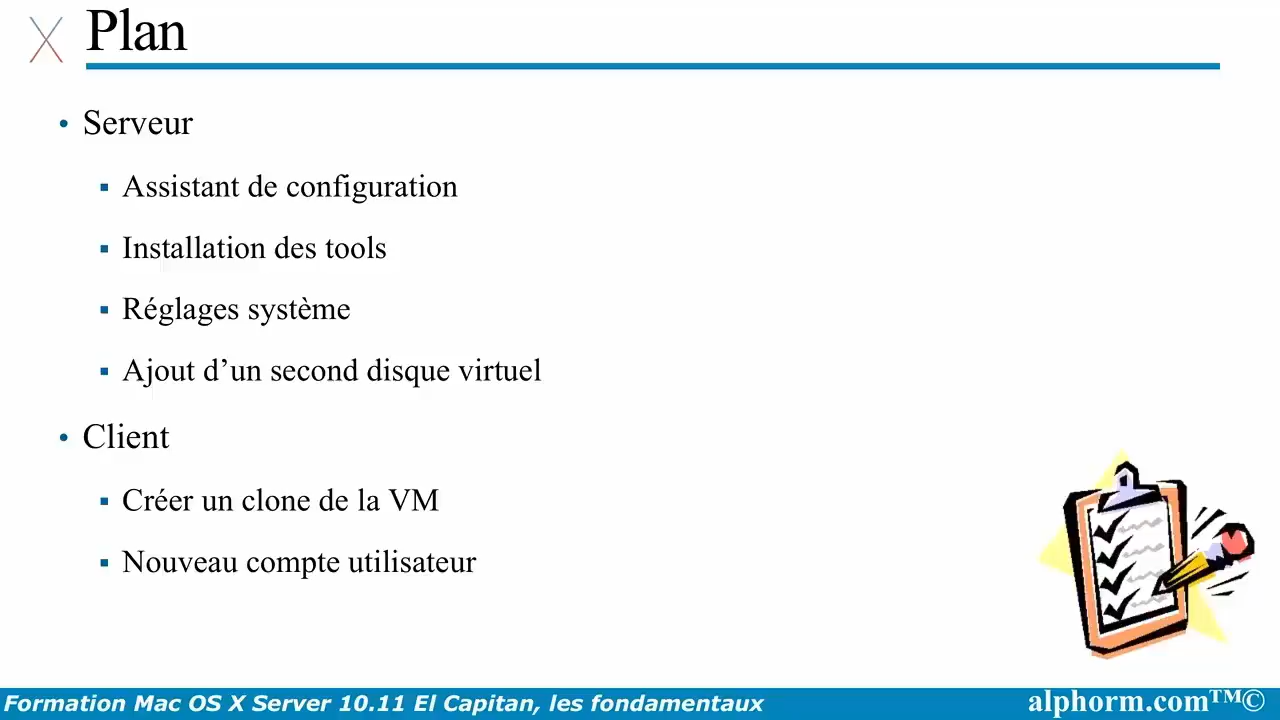 Plan
• Serveur
▪ Assistant de configuration
▪ Installation des tools
▪ Réglages système
▪ Ajout d’un second disque virtuel
• Client
▪ Créer un clone de la VM
▪ Nouveau compte utilisateur
Formation Mac OS X Server 10.11 El Capitan, les fondamentaux
alphorm.com™©